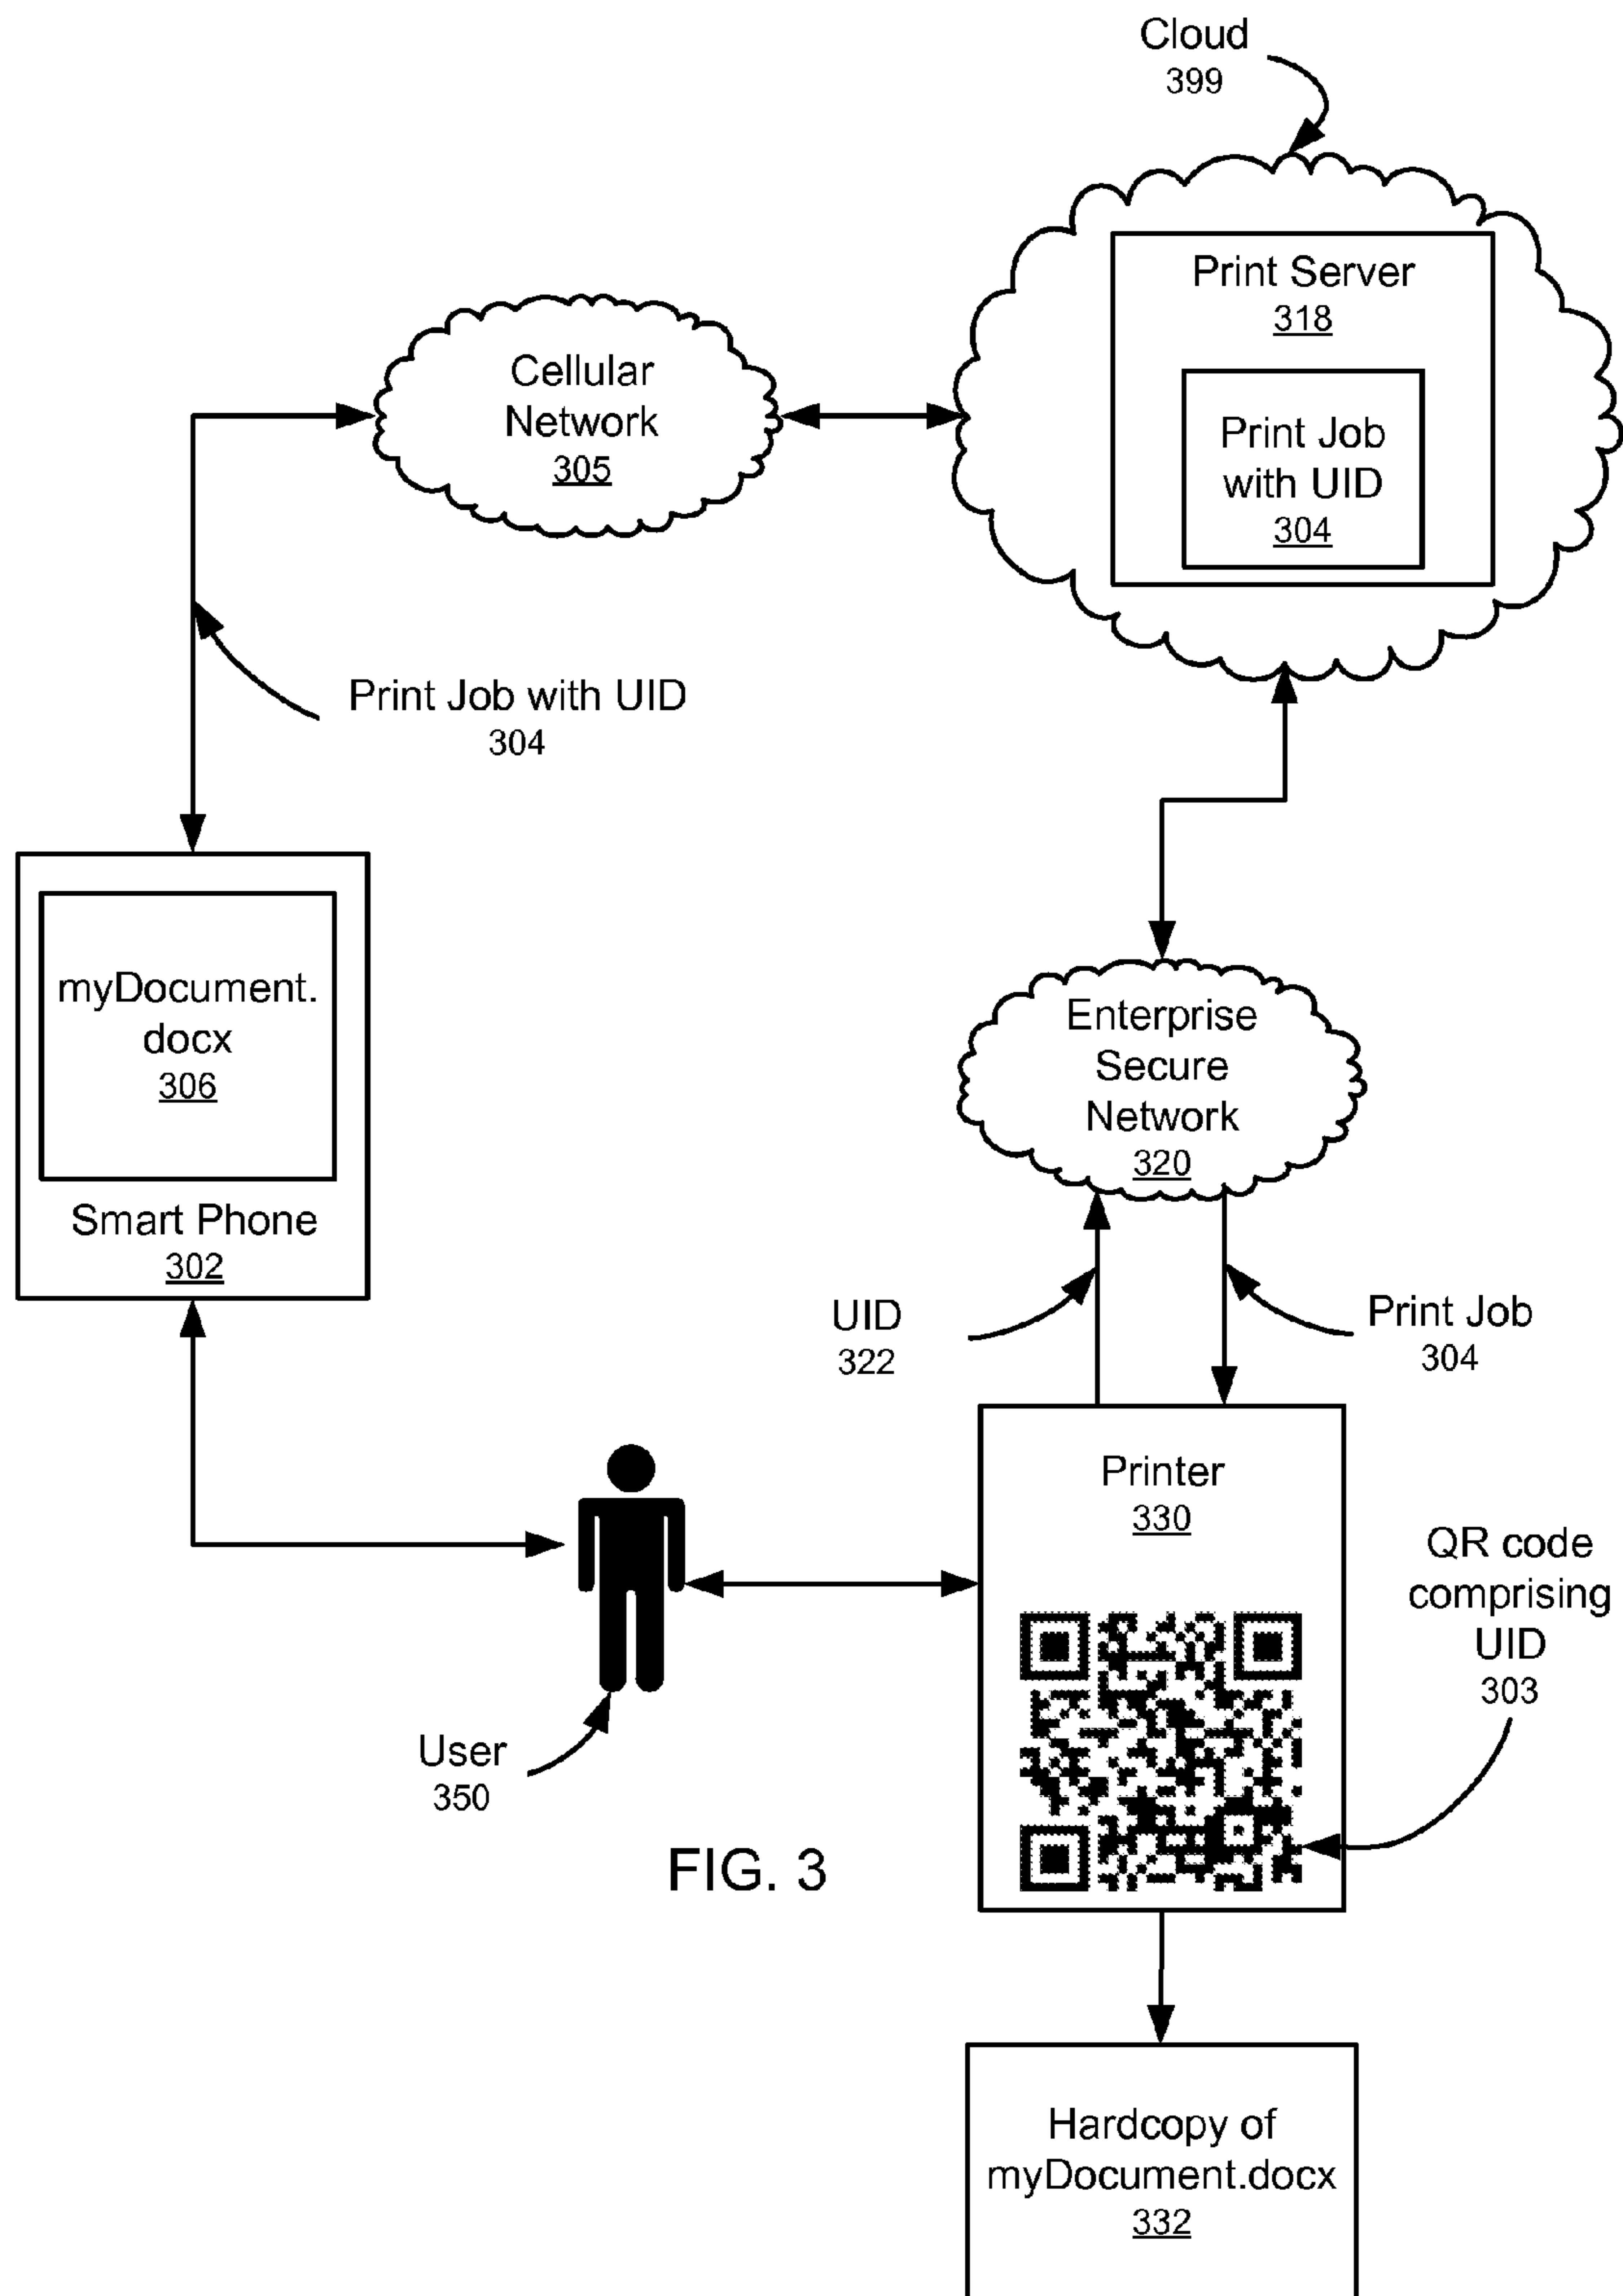 Cloud
399
Print Server
318
Print Job
with UID
304
Cellular
Network
305
Print Job with UID
304
myDocument.
docx
306
Smart Phone
302
Enterprise
Secure
Network
320
UID
322
Print Job
304
Printer
330
QR code
comprising
UID
303
User
350
FIG. 3
Hardcopy of
myDocument.docx
332